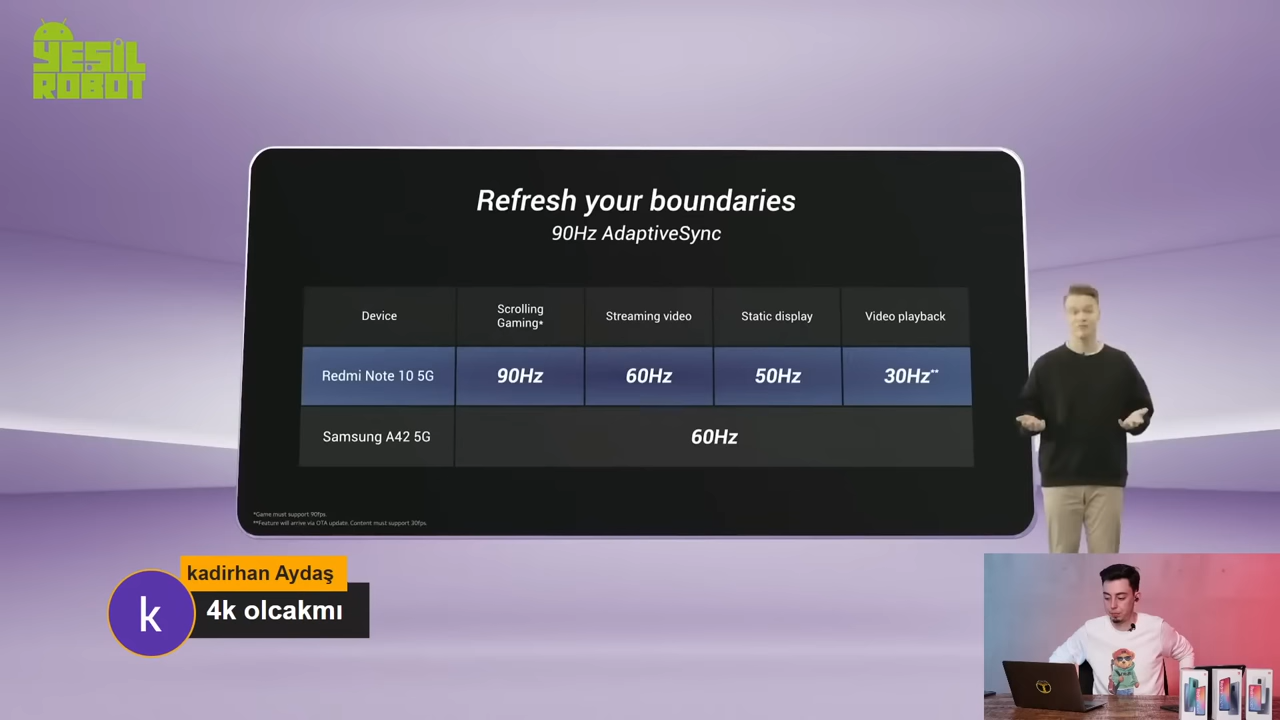 YEŞİL
ROBOT
Refresh your boundaries
90Hz AdaptiveSync
Device
Scrolling
Gaming*
Streaming video
Static display
Video playback
Redmi Note 10 5G
90Hz
60Hz
50Hz
30Hz**
Samsung A42 5G
60Hz
*Game must support 90fps.
**Feature will arrive via OTA update. Content must support 30fps.
kadirhan Aydaş
k
4k olcakmı